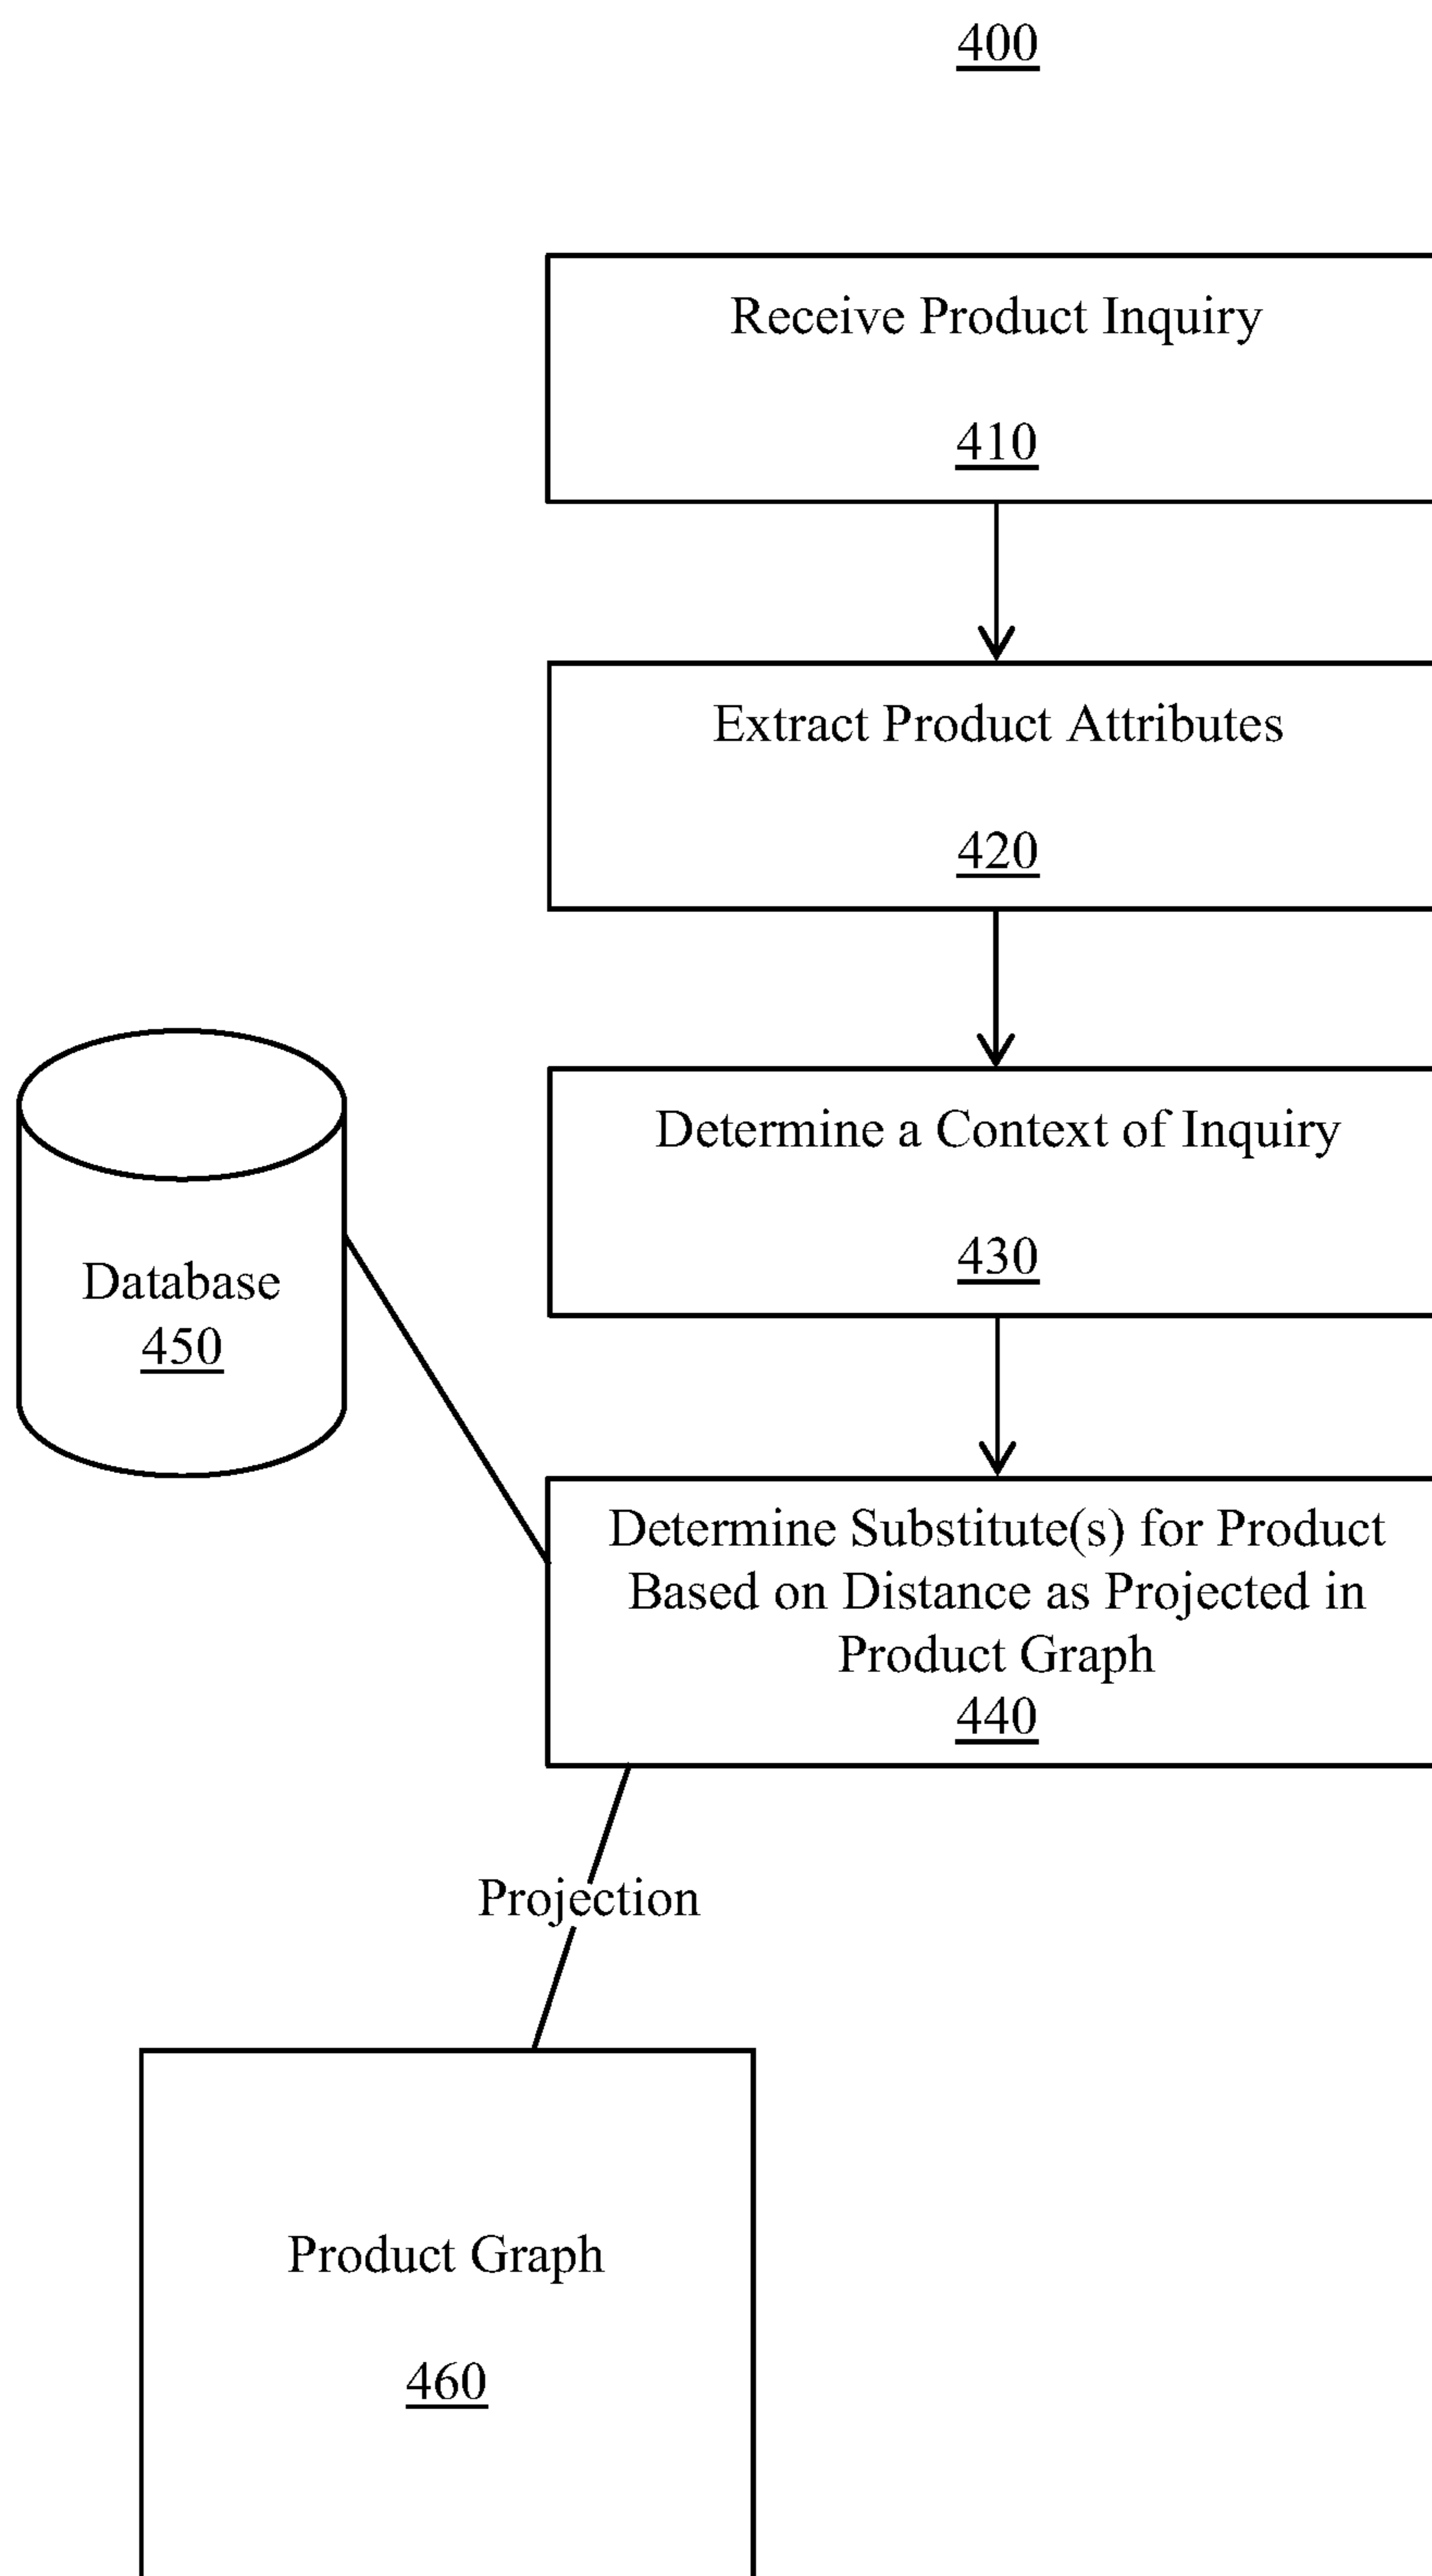 400
Receive Product Inquiry
410
Extract Product Attributes
420
Determine a Context of Inquiry
430
Database
450
Determine Substitute(s) for Product
Based on Distance as Projected in
Product Graph
440
Projection
Product Graph
460